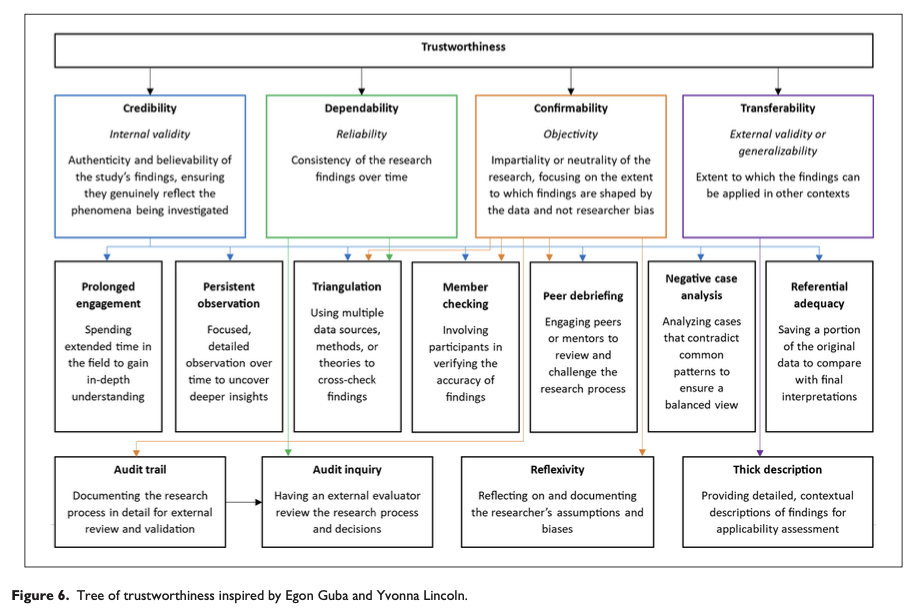 Trustworthiness
Credibility
Internal validity
Authenticity and believability of
the study's findings, ensuring
they genuinely reflect the
phenomena being investigated
Dependability
Reliability
Consistency of the research
findings over time
Confirmability
Objectivity
Impartiality or neutrality of the
research, focusing on the extent
to which findings are shaped by
the data and not researcher bias
Transferability
External validity or
generalizability
Extent to which the findings can
be applied in other contexts
Prolonged
engagement
Spending
extended time in
the field to gain
in-depth
understanding
Persistent
observation
Focused,
detailed
observation over
time to uncover
deeper insights
Triangulation
Using multiple
data sources,
methods, or
theories to
cross-check
findings
Member
checking
Involving
participants in
verifying the
accuracy of
findings
Peer debriefing
Engaging peers
or mentors to
review and
challenge the
research process
Negative case
analysis
Analyzing cases
that contradict
common
patterns to
ensure a
balanced view
Referential
adequacy
Saving a portion
of the original
data to compare
with final
interpretations
Audit trail
Documenting the research
process in detail for external
review and validation
Audit inquiry
Having an external evaluator
review the research process
and decisions
Reflexivity
Reflecting on and documenting
the researcher's assumptions and
biases
Thick description
Providing detailed, contextual
descriptions of findings for
applicability assessment
Figure 6. Tree of trustworthiness inspired by Egon Guba and Yvonna Lincoln.